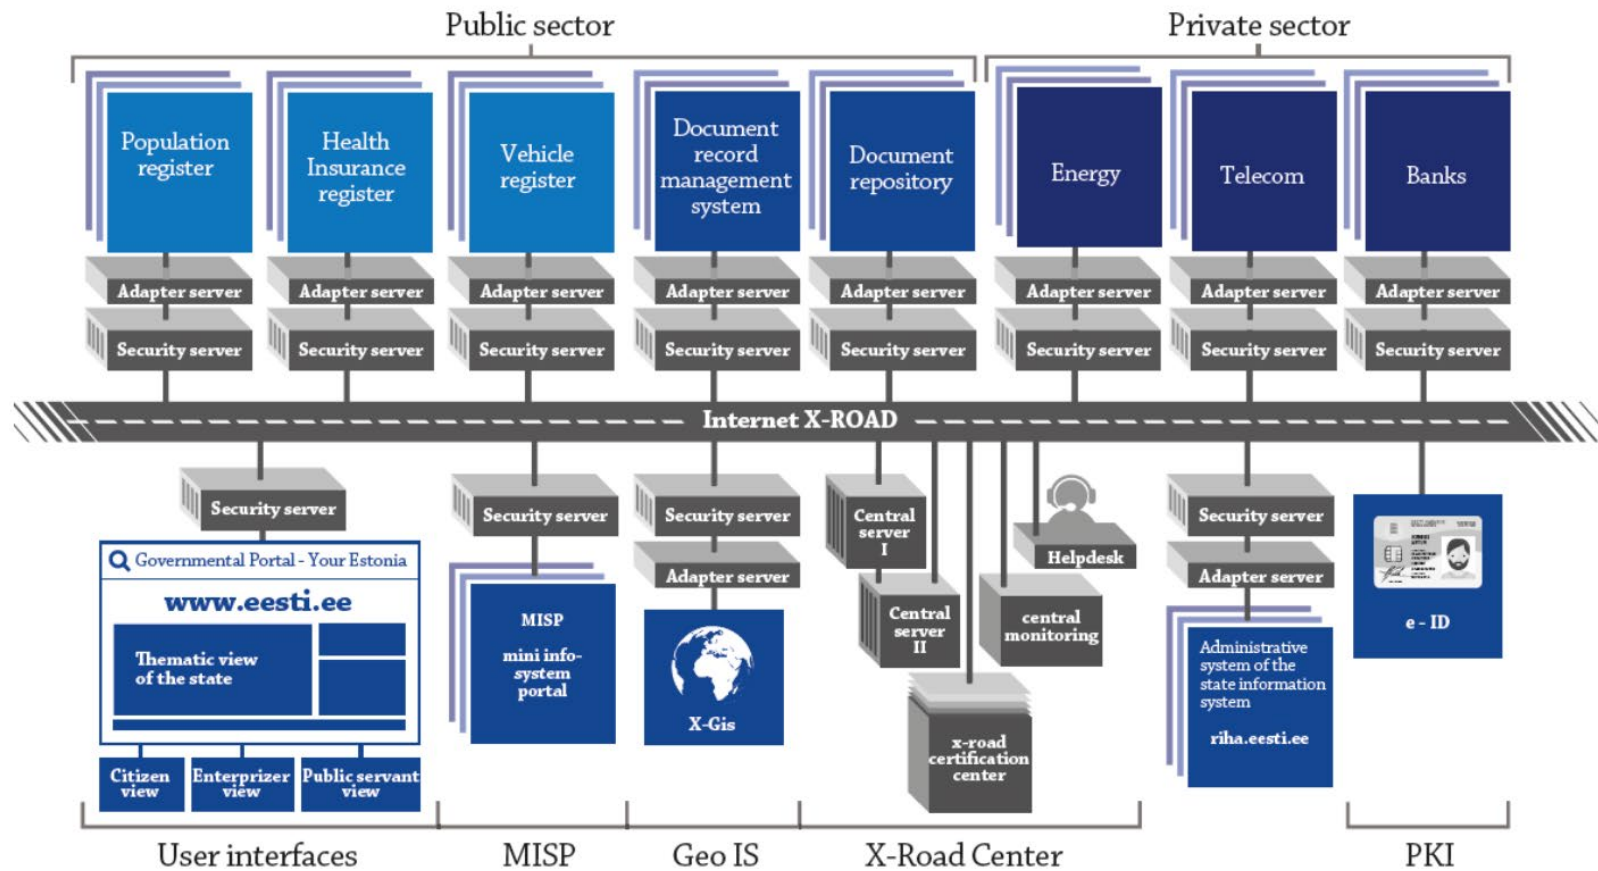 Public sector
Private sector
Population
register
Health
Insurance
register
Vehicle
register
Document
record
management
system
Document
repository
Energy
Telecom
Banks
Adapter server
Adapter server
Adapter server
Adapter server
Adapter server
Adapter server
Adapter server
Adapter server
Security server
Security server
Security server
Security server
Security server
Security server
Security server
Security server
Internet X-ROAD
Security server
Governmental Portal - Your Estonia
www.eesti.ee
Thematic view
of the state
Citizen
view
Enterprizer
view
Public servant
view
Security server
MISP
mini info-
system
portal
Security server
Adapter server
X-Gis
Central
server
I
Central
server
II
Helpdesk
central
monitoring
x-road
certification
center
Security server
Adapter server
Administrative
system of the
state information
system
riha.eesti.ee
e - ID
User interfaces
MISP
Geo IS
X-Road Center
PKI